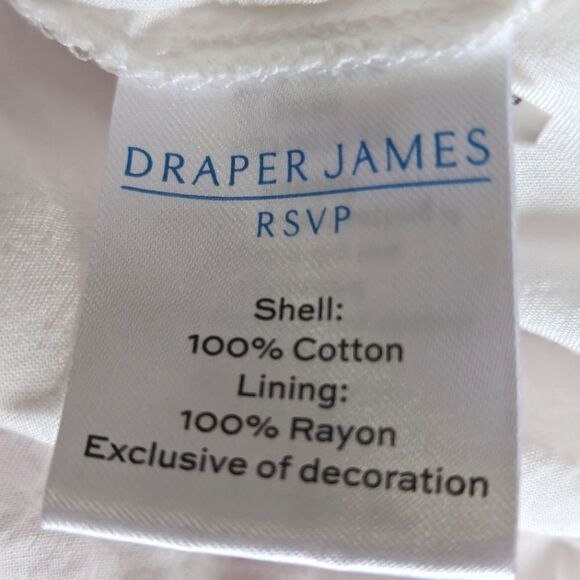 DRAPER JAMES
RSVP
Shell:
100% Cotton
Lining:
100% Rayon
Exclusive of decoration